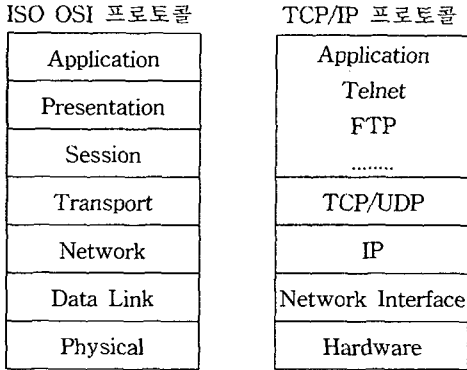 ISO OSI 프로토콜
Application
Presentation
Session
Transport
Network
Data Link
Physical
TCP/IP 프로토콜
Application
Telnet
FTP
........
TCP/UDP
IP
Network Interface
Hardware